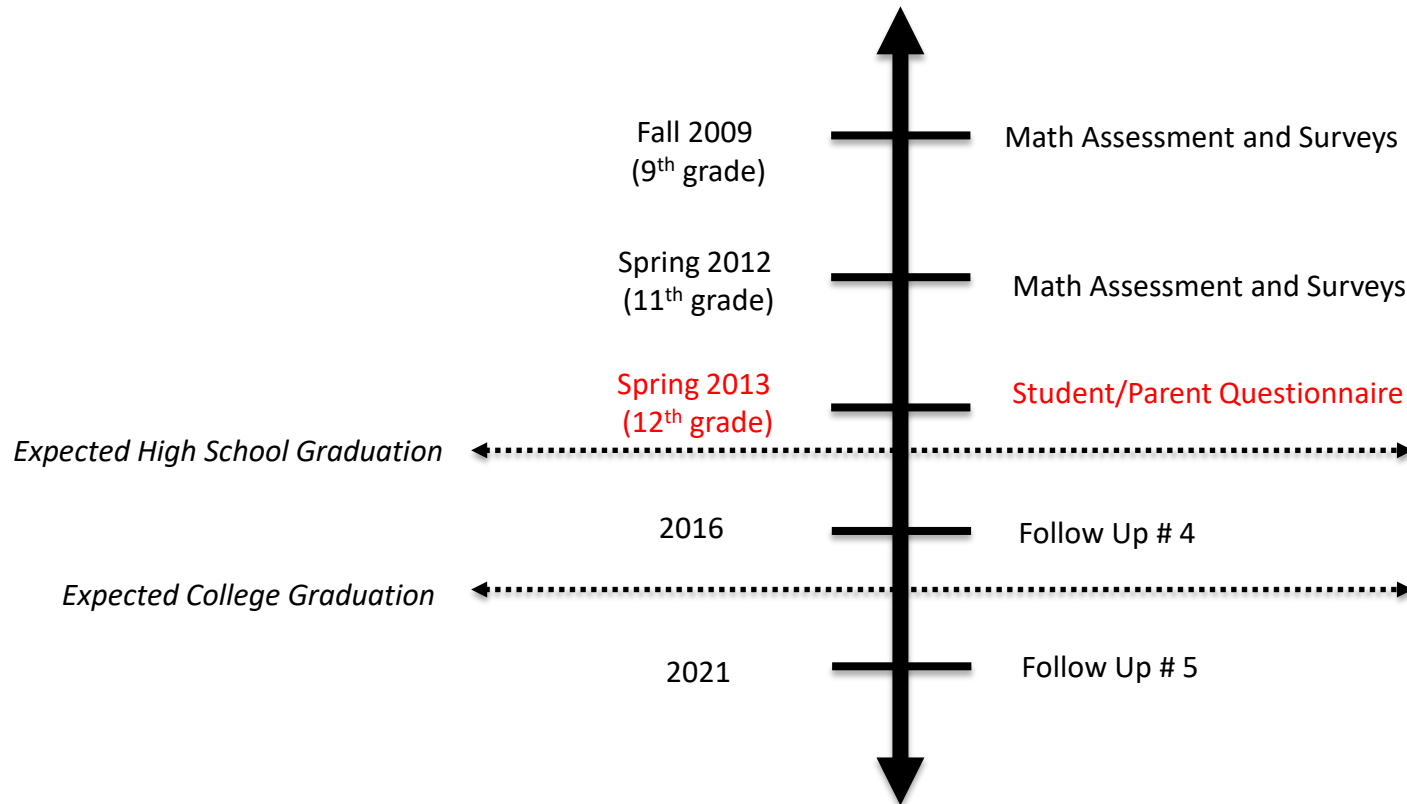 Fall 2009
(9th grade)
Math Assessment and Surveys
Spring 2012
(11th grade)
Math Assessment and Surveys
Spring 2013
(12th grade)
Student/Parent Questionnaire
Expected High School Graduation
2016
Follow Up # 4
Expected College Graduation
2021
Follow Up # 5